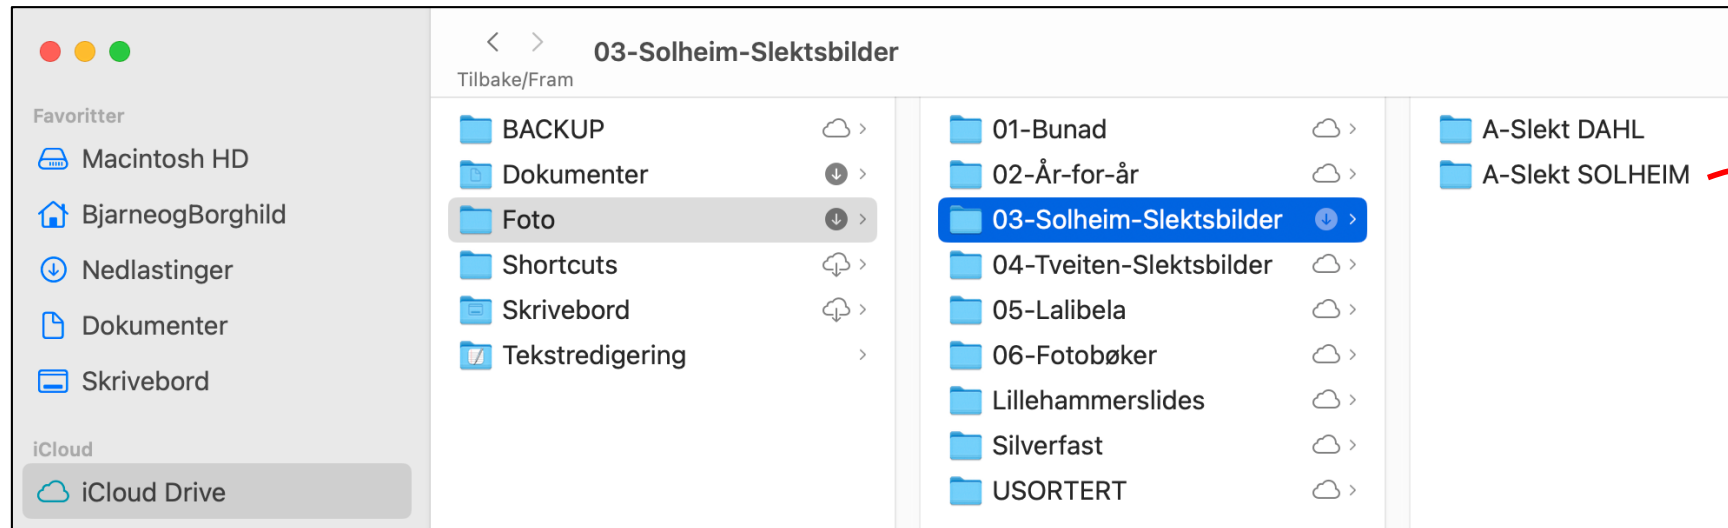 03-Solheim-Slektsbilder
Tilbake/Fram
Favoritter
Macintosh HD
BjarneogBorghild
Nedlastinger
Dokumenter
Skrivebord
iCloud
iCloud Drive
BACKUP
Dokumenter
Foto
Shortcuts
Skrivebord
Tekstredigering
01-Bunad
02-År-for-år
03-Solheim-Slektsbilder
04-Tveiten-Slektsbilder
05-Lalibela
06-Fotobøker
Lillehammerslides
Silverfast
USORTERT
A-Slekt DAHL
A-Slekt SOLHEIM